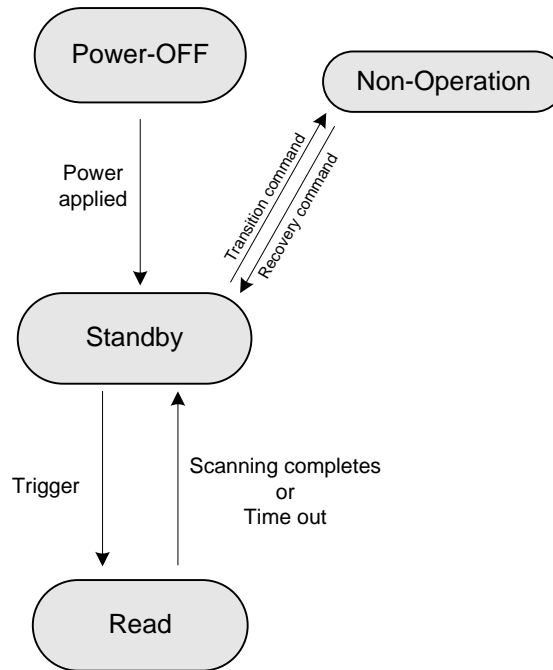 Power-OFF
Non-Operation
Power
applied
Transition command
Recovery command
Standby
Trigger
Scanning completes
or
Time out
Read